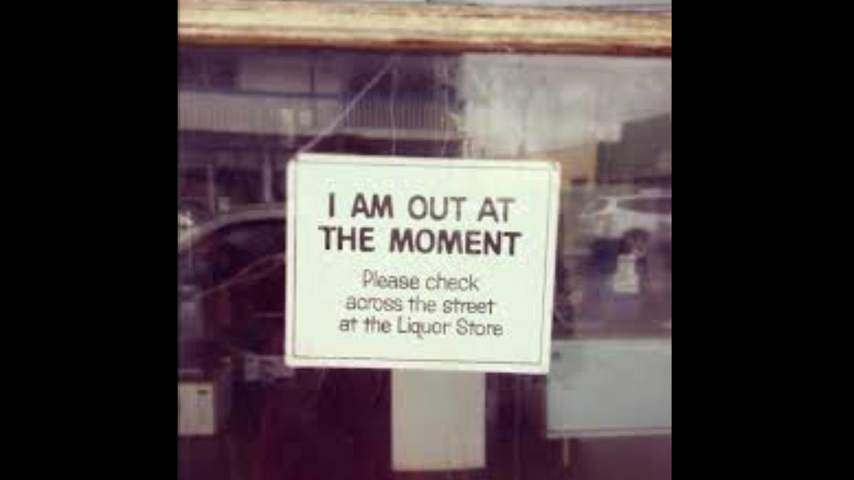 I AM OUT AT
THE MOMENT
Please check
across the street
at the Liquor Store